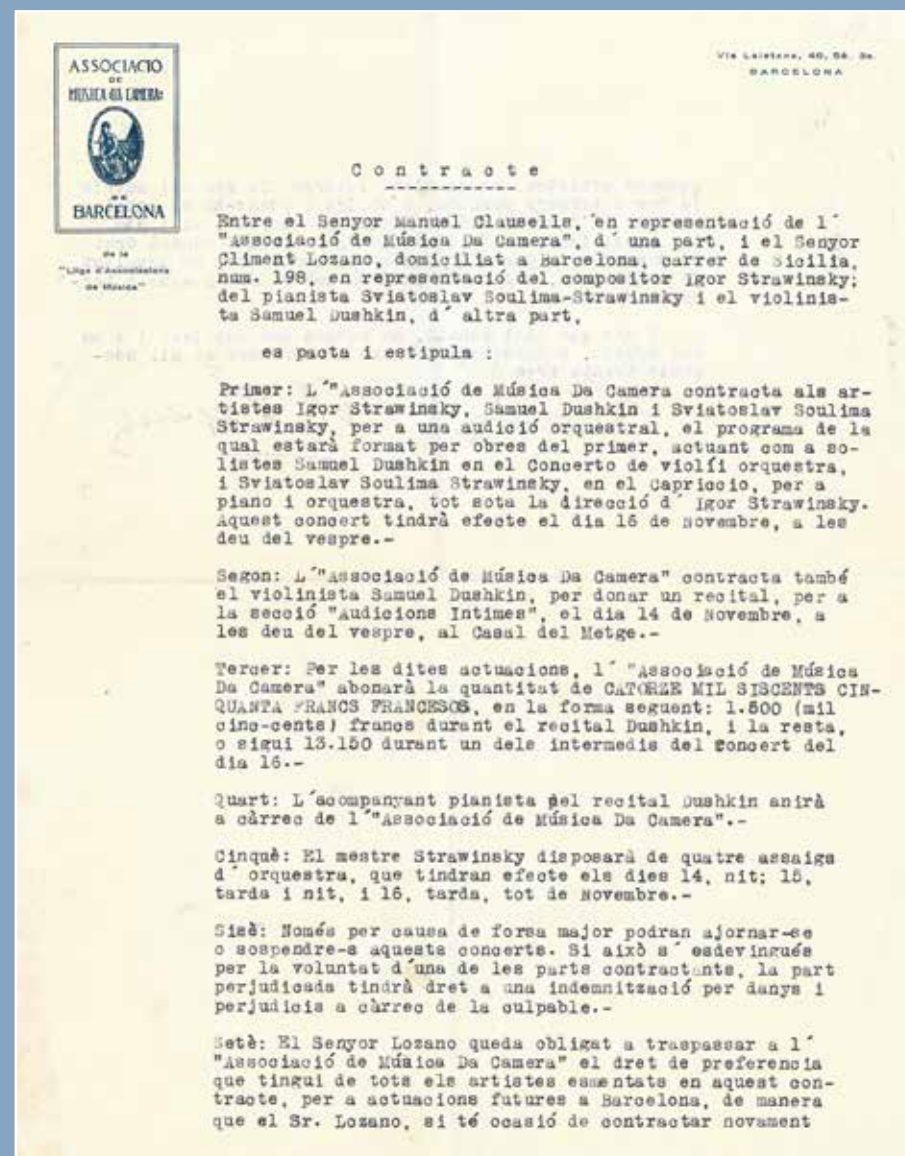 ASSOCIACIO
DE
MUSICA DA CAMERA
DE
BARCELONA
de la
"Lliga d'Associacions
de Música"
Via Laietana, 40, 5è.
BARCELONA
Contracte
Entre el Senyor Manuel Clausells, en representació de l´
"Associació de Música Da Camera", d´ una part, i el Senyor
Climent Lozano, domiciliat a Barcelona, carrer de Sicilia,
num. 198, en representació del compositor Igor Strawinsky;
del pianista Sviatoslav Soulima-Strawinsky i el violinis-
ta Samuel Dushkin, d´ altra part,
es pacta i estipula :
Primer: L´"Associació de Música Da Camera contracta als ar-
tistes Igor Strawinsky, Samuel Dushkin i Sviatoslav Soulima
Strawinsky, per a una audició orquestral, el programa de la
qual estarà format per obres del primer, actuant com a so-
listes Samuel Dushkin en el Concerto de violíi orquestra,
i Sviatoslav Soulima Strawinsky, en el Capriccio, per a
piano i orquestra, tot sota la direcció d´ Igor Strawinsky.
Aquest concert tindrà efecte el dia 16 de Novembre, a les
deu del vespre.-
Segon: L´"Associació de Música Da Camera" contracta també
el violinista Samuel Dushkin, per donar un recital, per a
la secció "Audicions Intimes", el dia 14 de Novembre, a
les deu del vespre, al Casal del Metge.-
Tercer: Per les dites actuacions, l´ "Associació de Música
Da Camera" abonarà la quantitat de CATORZE MIL SISCENTS CIN-
QUANTA FRANCS FRANCESOS, en la forma seguent: 1.500 (mil
cinc-cents) francs durant el recital Dushkin, i la resta,
o sigui 13.150 durant un dels intermedis del Concert del
dia 16.-
Quart: L´acompanyant pianista del recital Dushkin anirà
a càrrec de l´"Associació de Música Da Camera".-
Cinquè: El mestre Strawinsky disposarà de quatre assaigs
d´ orquestra, que tindran efecte els dies 14, nit; 15,
tarda i nit, i 16, tarda, tot de Novembre.-
Sisè: Només per causa de forsa major podran ajornar-se
o sospendre-s aquests concerts. Si això s´ esdevingués
per la voluntat d´una de les parts contractants, la part
perjudicada tindrà dret a una indemnització per danys i
perjudicis a càrrec de la culpable.-
Setè: El Senyor Lozano queda obligat a traspassar a l´
"Associació de Música Da Camera" el dret de preferencia
que tingui de tots els artistes esmentats en aquest con-
tracte, per a actuacions futures a Barcelona, de manera
que el Sr. Lozano, si té ocasió de contractar novament